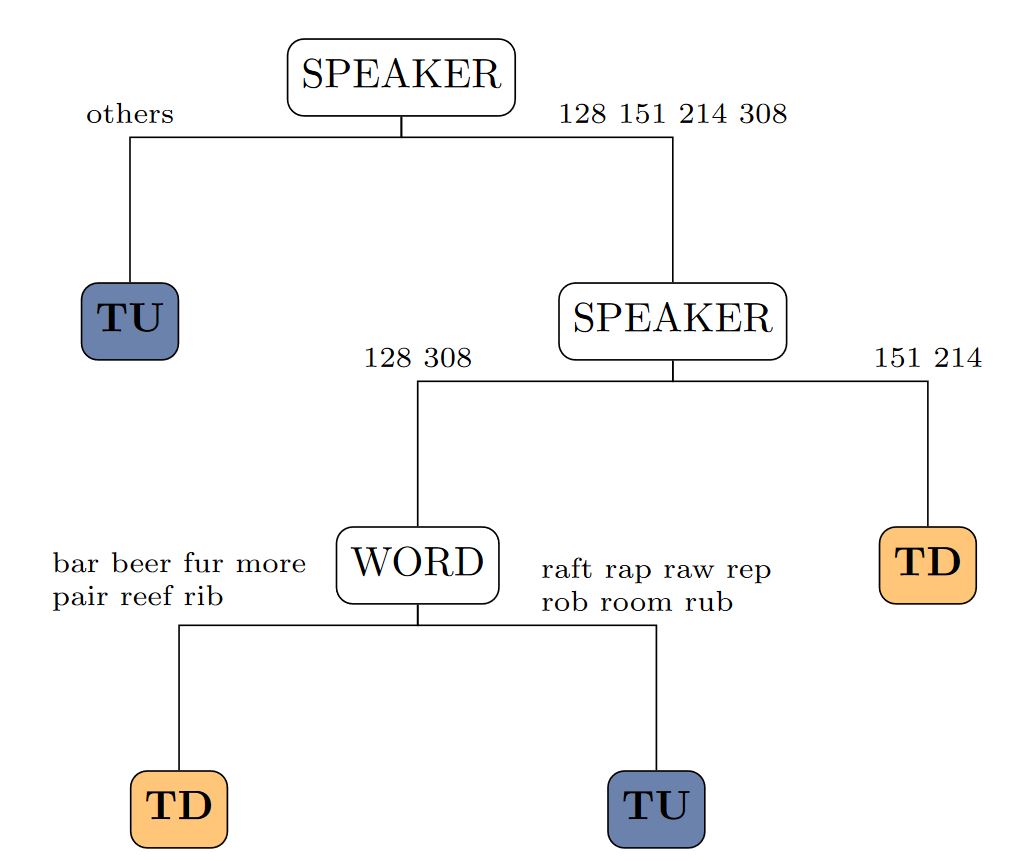 SPEAKER
others
128 151 214 308
TU
SPEAKER
128 308
151 214
WORD
TD
bar beer fur more
pair reef rib
raft rap raw rep
rob room rub
TD
TU